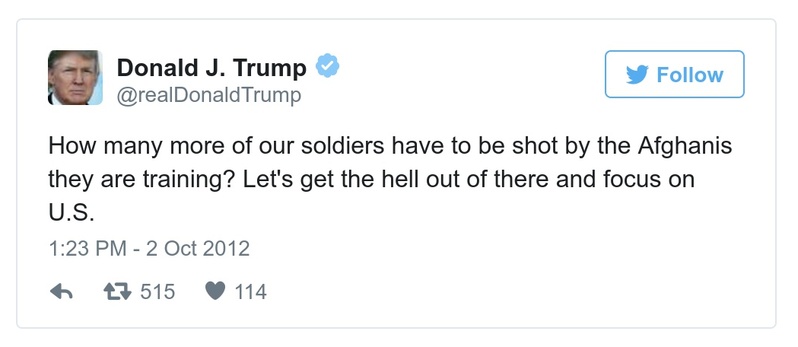 Donald J. Trump
@realDonaldTrump
Follow
How many more of our soldiers have to be shot by the Afghanis
they are training? Let's get the hell out of there and focus on
U.S.
1:23 PM - 2 Oct 2012
515 114